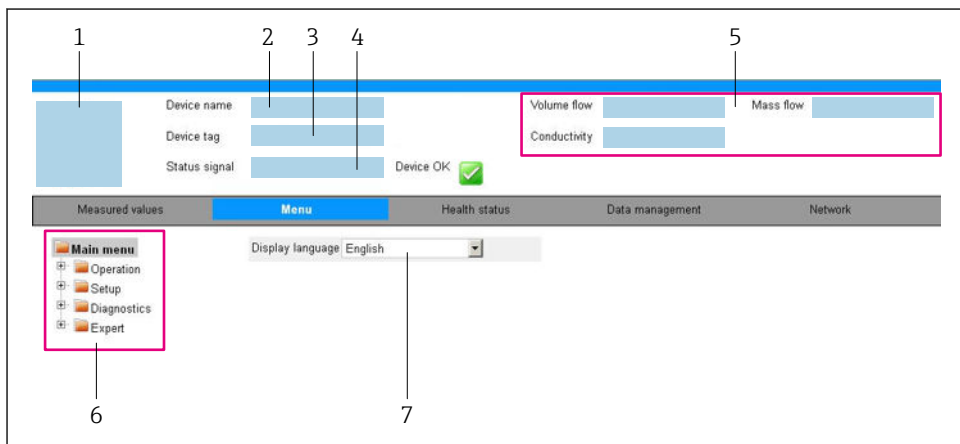 1 2 3 4 5
Device name Volume flow Mass flow
Device tag Conductivity
Status signal Device OK
Measured values Menu Health status Data management Network
Main menu Display language English
Operation
Setup
Diagnostics
Expert
6 7